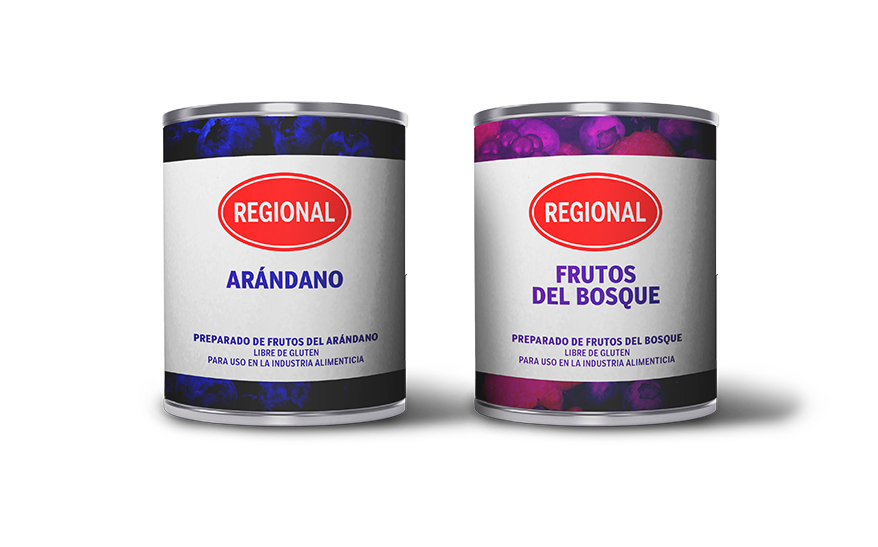 REGIONAL
ARÁNDANO
PREPARADO DE FRUTOS DEL ARÁNDANO
LIBRE DE GLUTEN
PARA USO EN LA INDUSTRIA ALIMENTICIA
REGIONAL
FRUTOS
DEL BOSQUE
PREPARADO DE FRUTOS DEL BOSQUE
LIBRE DE GLUTEN
PARA USO EN LA INDUSTRIA ALIMENTICIA